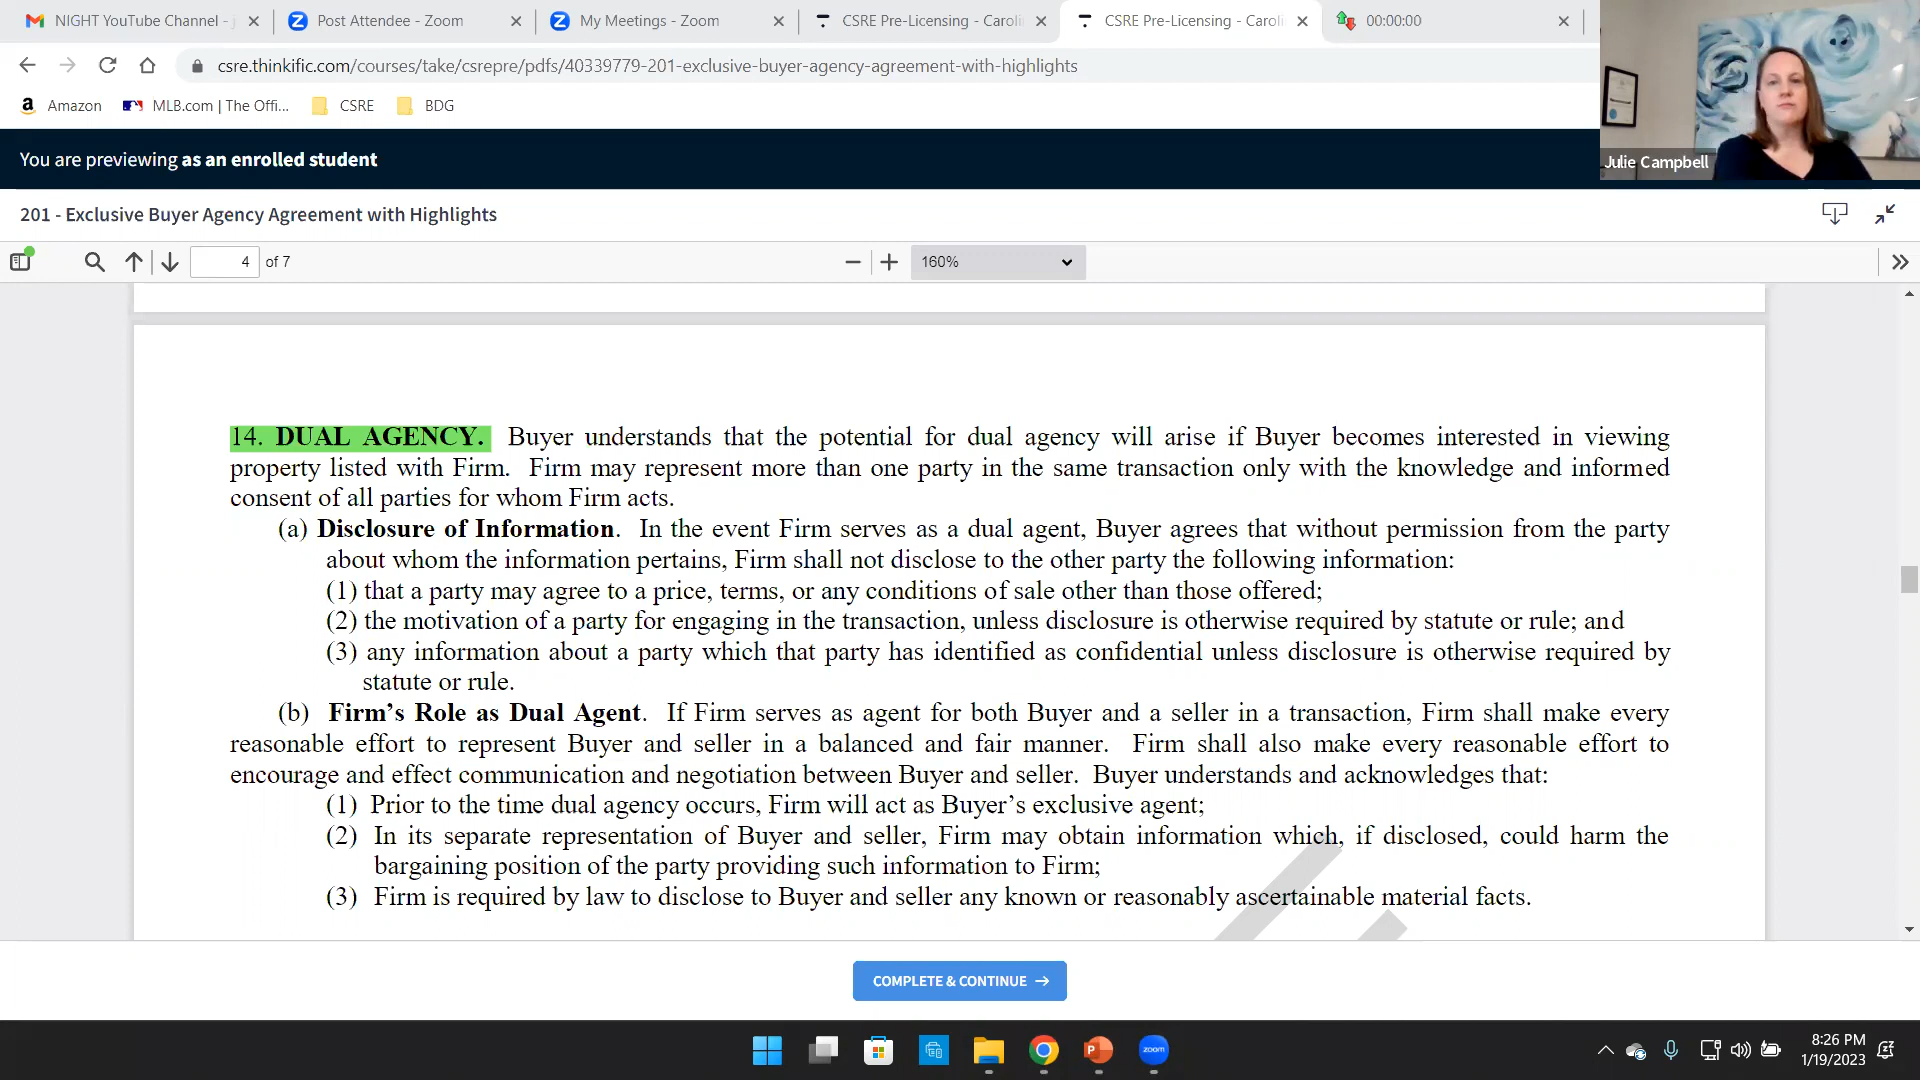 NIGHT YouTube Channel -
Post Attendee - Zoom
My Meetings - Zoom
CSRE Pre-Licensing - Caroli
CSRE Pre-Licensing - Caroli
00:00:00
csre.thinkific.com/courses/take/csrepre/pdfs/40339779-201-exclusive-buyer-agency-agreement-with-highlights
Amazon
MLB.com | The Offi...
CSRE
BDG
You are previewing as an enrolled student
Julie Campbell
201 - Exclusive Buyer Agency Agreement with Highlights
4 of 7
160%
14. DUAL AGENCY. Buyer understands that the potential for dual agency will arise if Buyer becomes interested in viewing
property listed with Firm. Firm may represent more than one party in the same transaction only with the knowledge and informed
consent of all parties for whom Firm acts.
(a) Disclosure of Information. In the event Firm serves as a dual agent, Buyer agrees that without permission from the party
about whom the information pertains, Firm shall not disclose to the other party the following information:
(1) that a party may agree to a price, terms, or any conditions of sale other than those offered;
(2) the motivation of a party for engaging in the transaction, unless disclosure is otherwise required by statute or rule; and
(3) any information about a party which that party has identified as confidential unless disclosure is otherwise required by
statute or rule.
(b) Firm's Role as Dual Agent. If Firm serves as agent for both Buyer and a seller in a transaction, Firm shall make every
reasonable effort to represent Buyer and seller in a balanced and fair manner. Firm shall also make every reasonable effort to
encourage and effect communication and negotiation between Buyer and seller. Buyer understands and acknowledges that:
(1) Prior to the time dual agency occurs, Firm will act as Buyer's exclusive agent;
(2) In its separate representation of Buyer and seller, Firm may obtain information which, if disclosed, could harm the
bargaining position of the party providing such information to Firm;
(3) Firm is required by law to disclose to Buyer and seller any known or reasonably ascertainable material facts.
COMPLETE & CONTINUE →
zoom
8:26 PM
1/19/2023